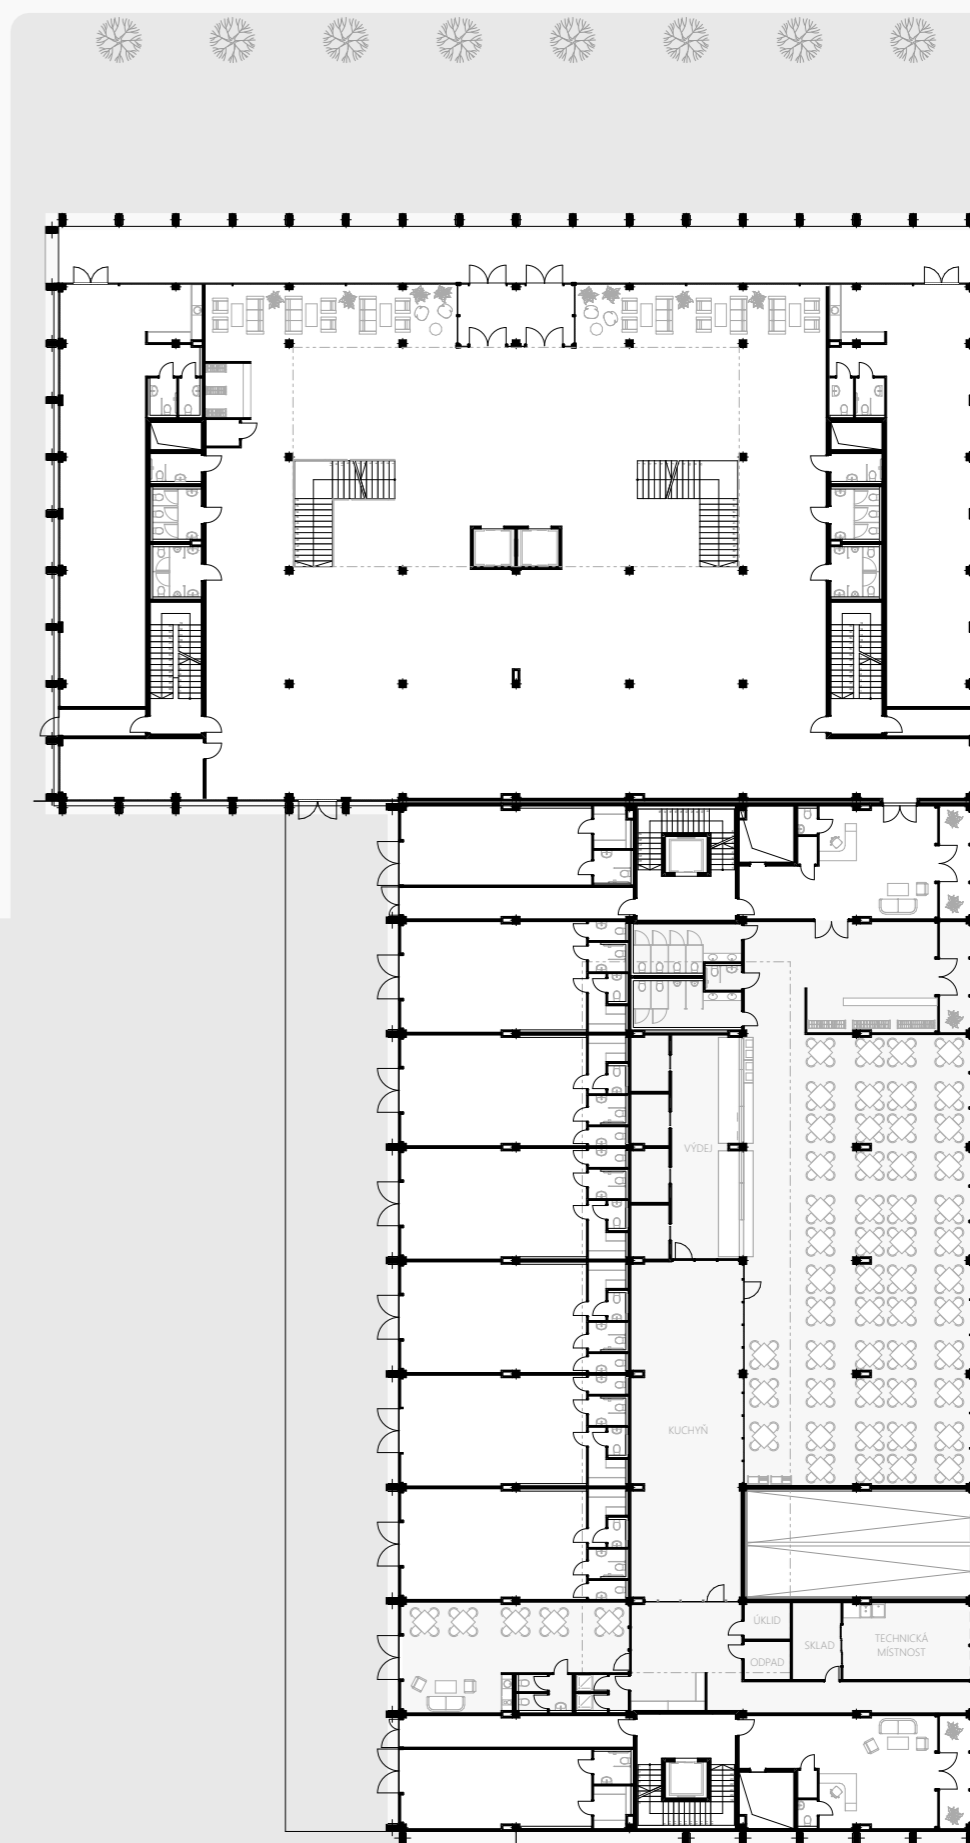 VÝDEJ
KUCHYŇ
ÚKLID
ODPAD
SKLAD
TECHNICKÁ
MÍSTNOST